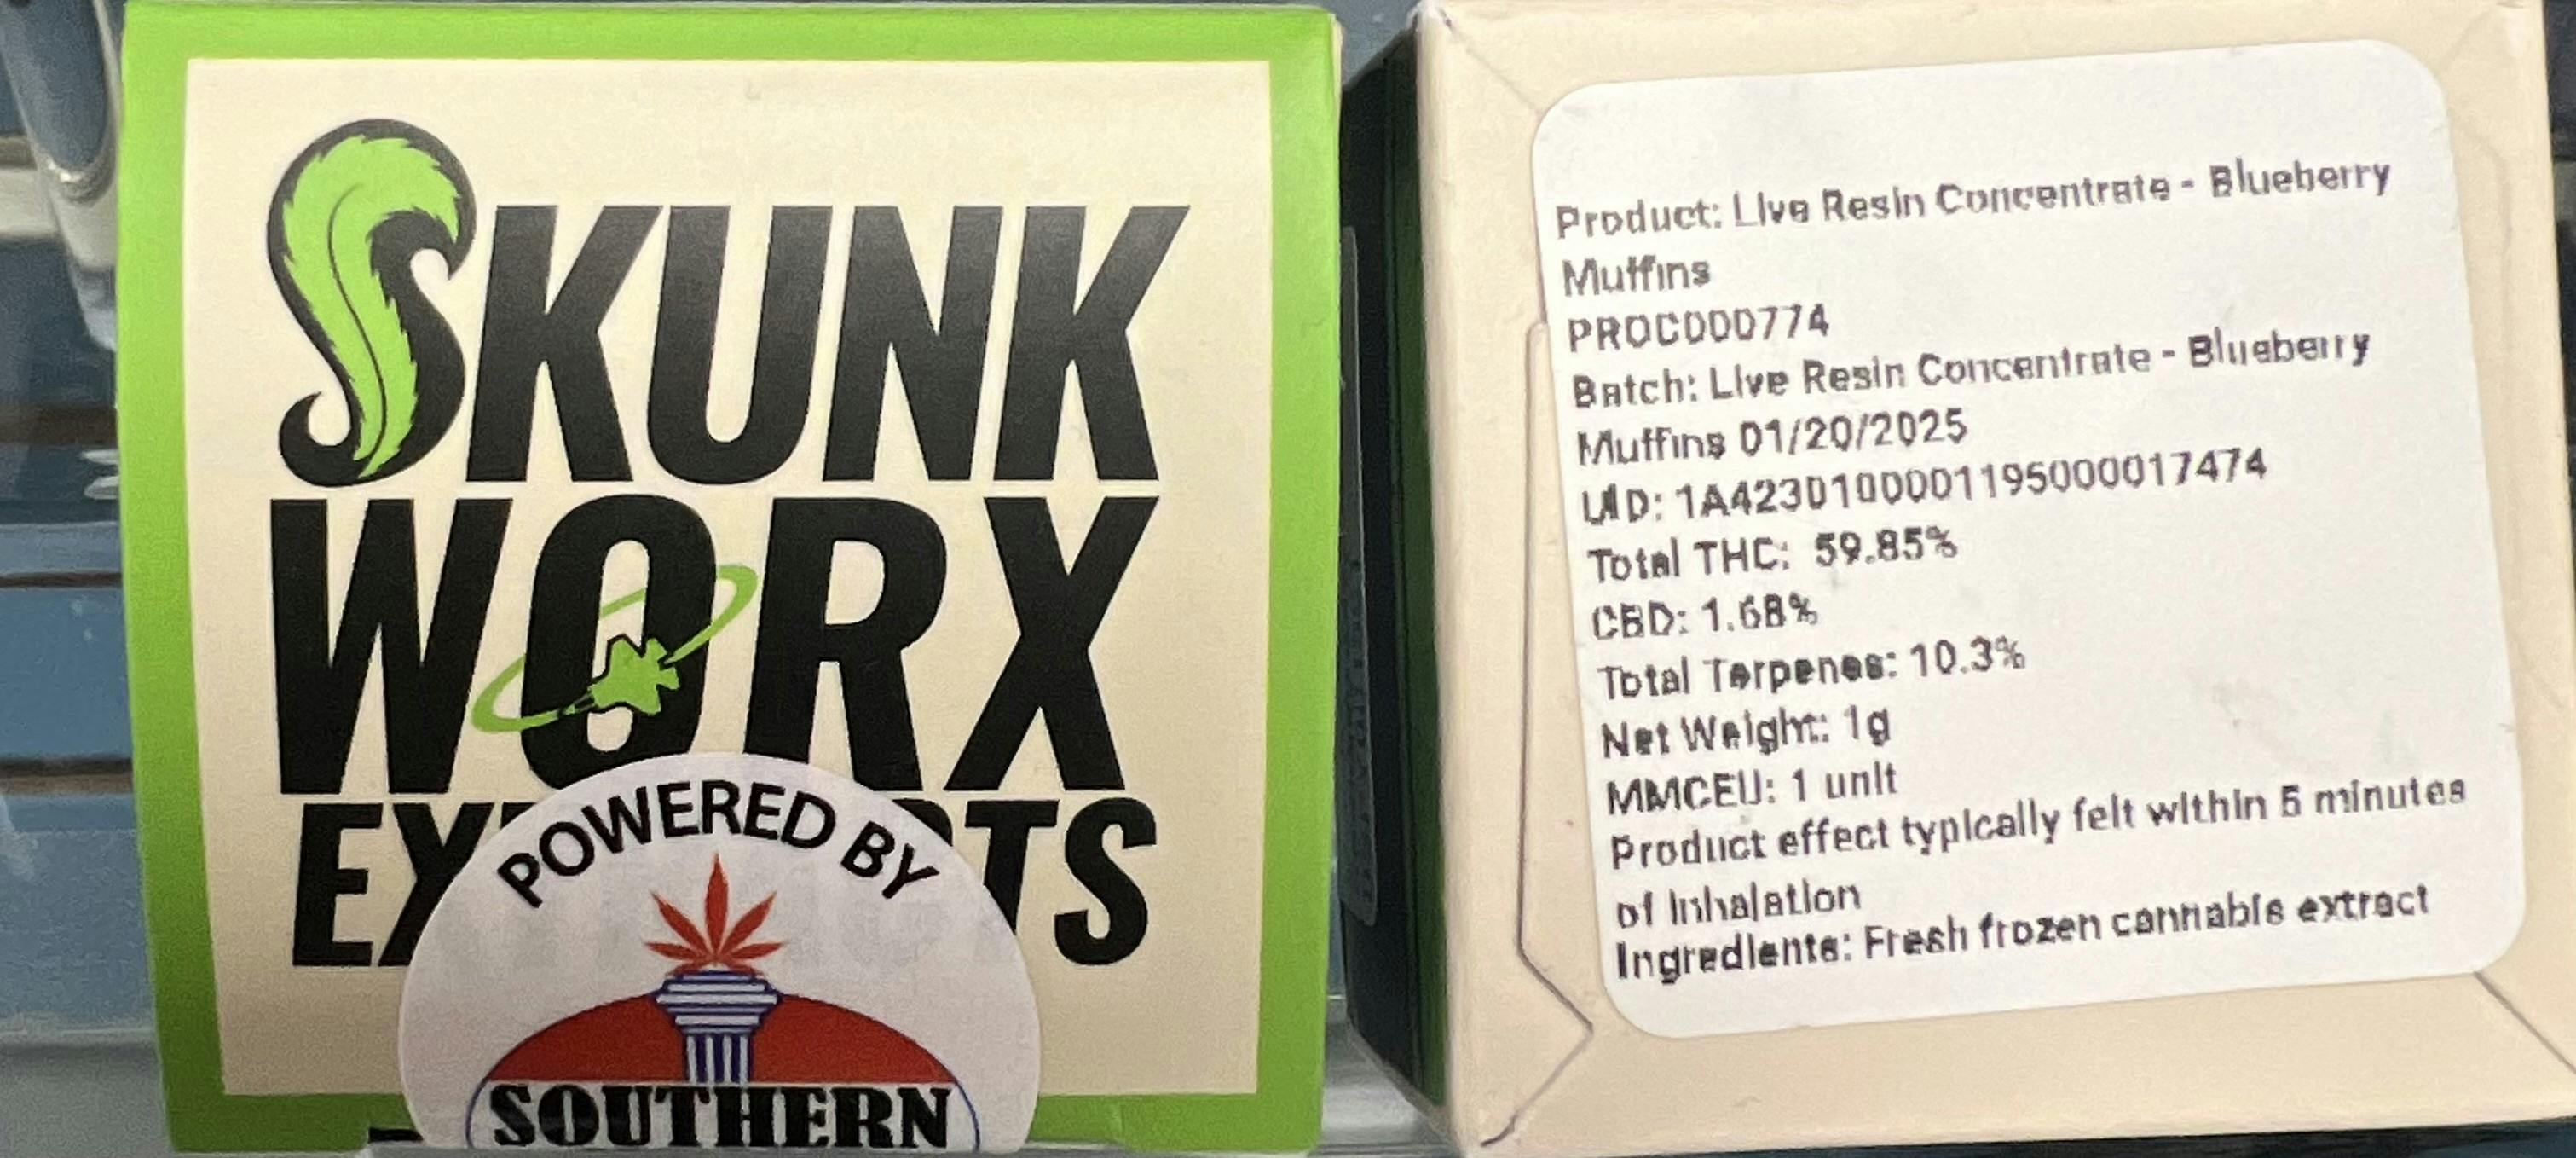 SKUNK
WORX
EX TS
POWERED BY
SOUTHERN
Product: Live Resin Concentrate - Blueberry
Muffins
PROC000774
Batch: Live Resin Concentrate - Blueberry
Muffins 01/20/2025
UID: 1A4230100001195000017474
Total THC: 59.85%
CBD: 1.68%
Total Terpenes: 10.3%
Net Weight: 1g
MMCEU: 1 unit
Product effect typically felt within 5 minutes
of inhalation
Ingredients: Fresh frozen cannabis extract